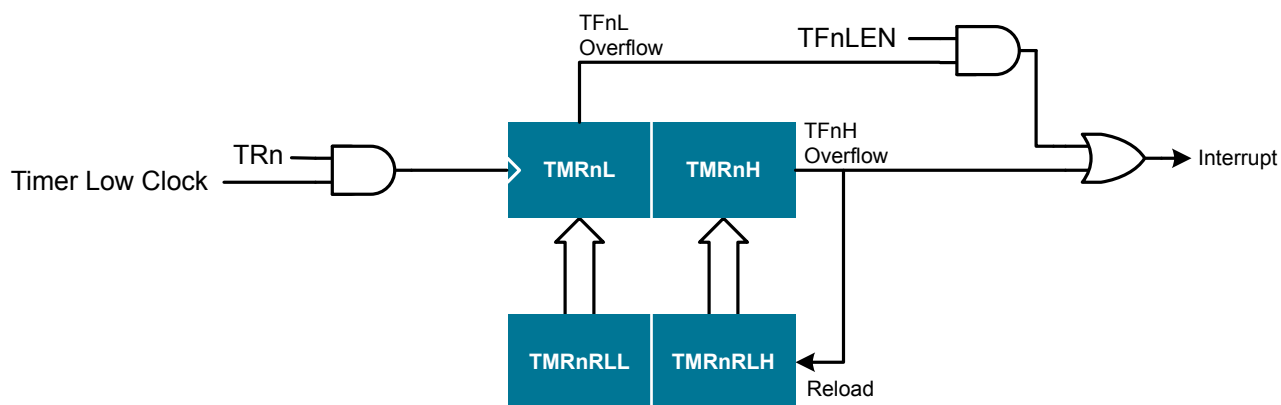 TFnL
Overflow
TFnLEN
TRn
Timer Low Clock
TMRnL
TMRnH
TFnH
Overflow
Interrupt
TMRnRLL
TMRnRLH
Reload